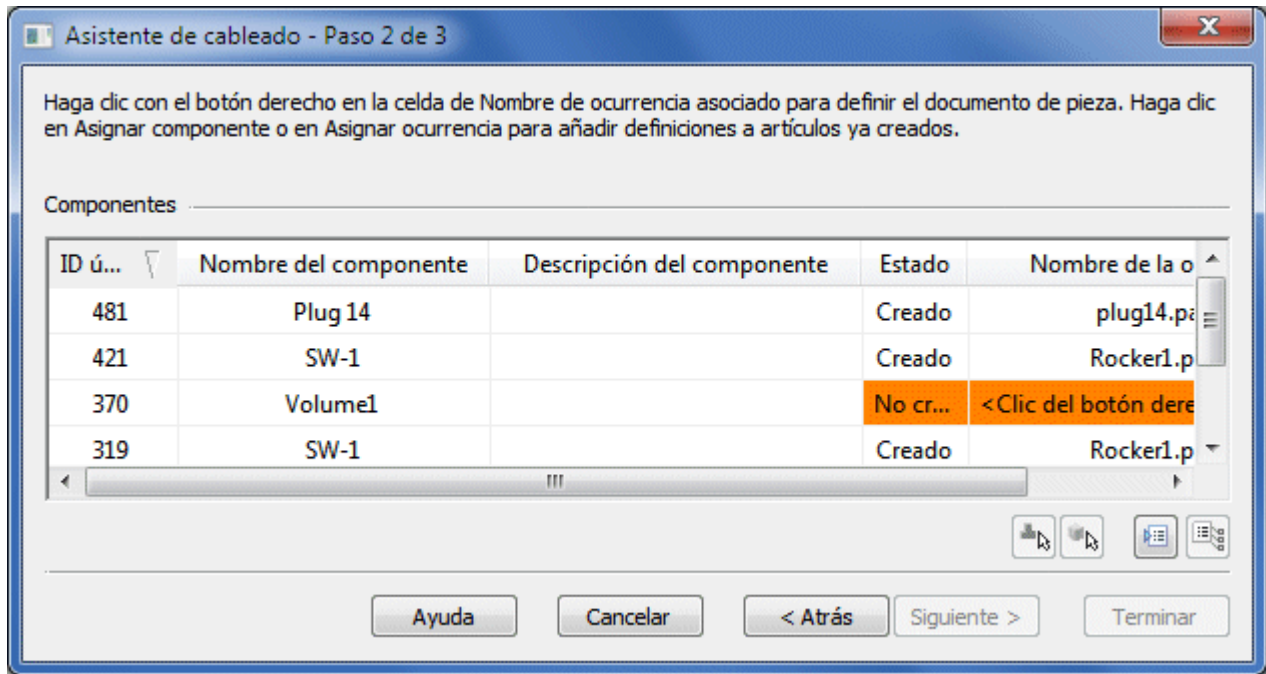 Asistente de cableado - Paso 2 de 3
Haga clic con el botón derecho en la celda de Nombre de ocurrencia asociado para definir el documento de pieza. Haga clic
en Asignar componente o en Asignar ocurrencia para añadir definiciones a artículos ya creados.
Componentes
ID ú... Nombre del componente Descripción del componente Estado Nombre de la o
481 Plug 14 Creado plug14.pa
421 SW-1 Creado Rocker1.p
370 Volume1 No cr... <Clic del botón dere
319 SW-1 Creado Rocker1.p
Ayuda Cancelar < Atrás Siguiente > Terminar